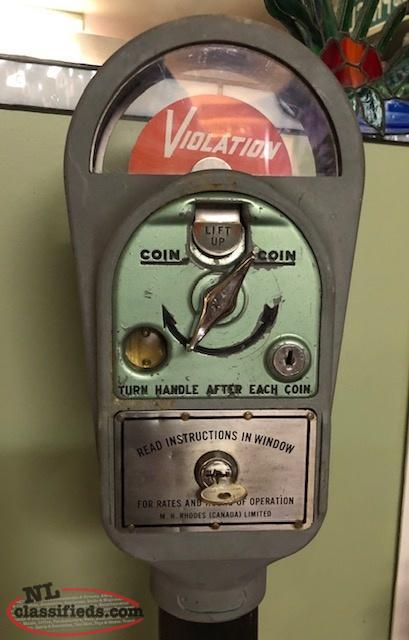 VIOLATION
LIFT
UP
COIN COIN
TURN HANDLE AFTER EACH COIN
READ INSTRUCTIONS IN WINDOW
FOR RATES AND HOURS OF OPERATION
M. H. RHODES (CANADA) LIMITED
NL
classifieds.com